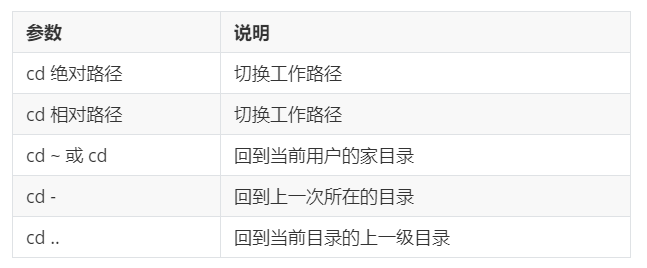 参数 说明
cd 绝对路径 切换工作路径
cd 相对路径 切换工作路径
cd ~ 或 cd 回到当前用户的家目录
cd - 回到上一次所在的目录
cd .. 回到当前目录的上一级目录